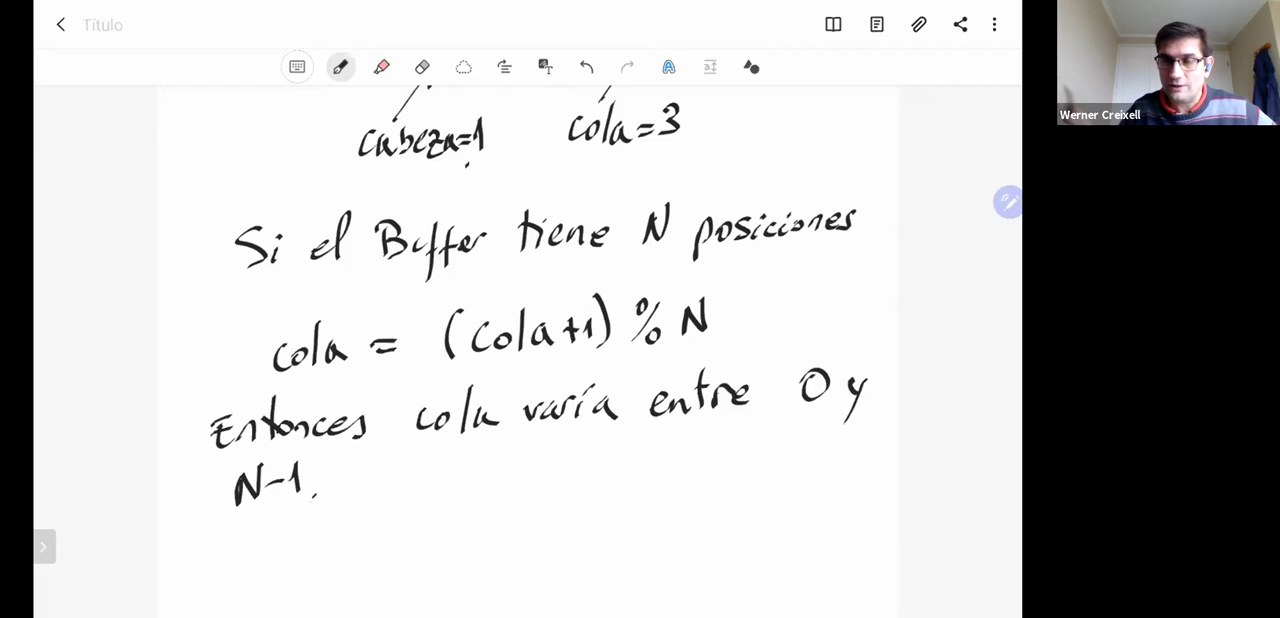 Título
cabeza=1 cola=3
Si el Buffer tiene N posiciones
cola = (cola+1) % N
Entonces cola varía entre 0 y
N-1.
Werner Creixell